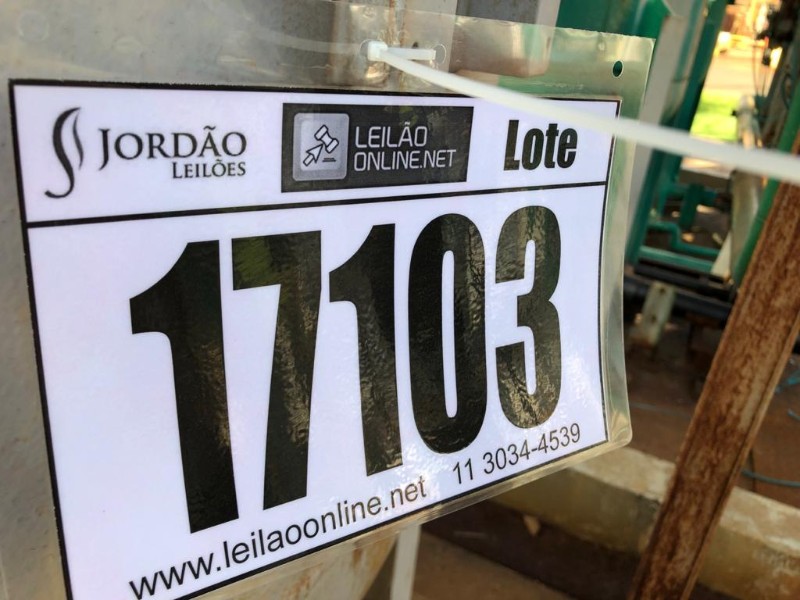 JORDÃO
LEILÕES
LEILÃO
ONLINE.NET
Lote
17103
www.leilaoonline.net 11 3034-4539